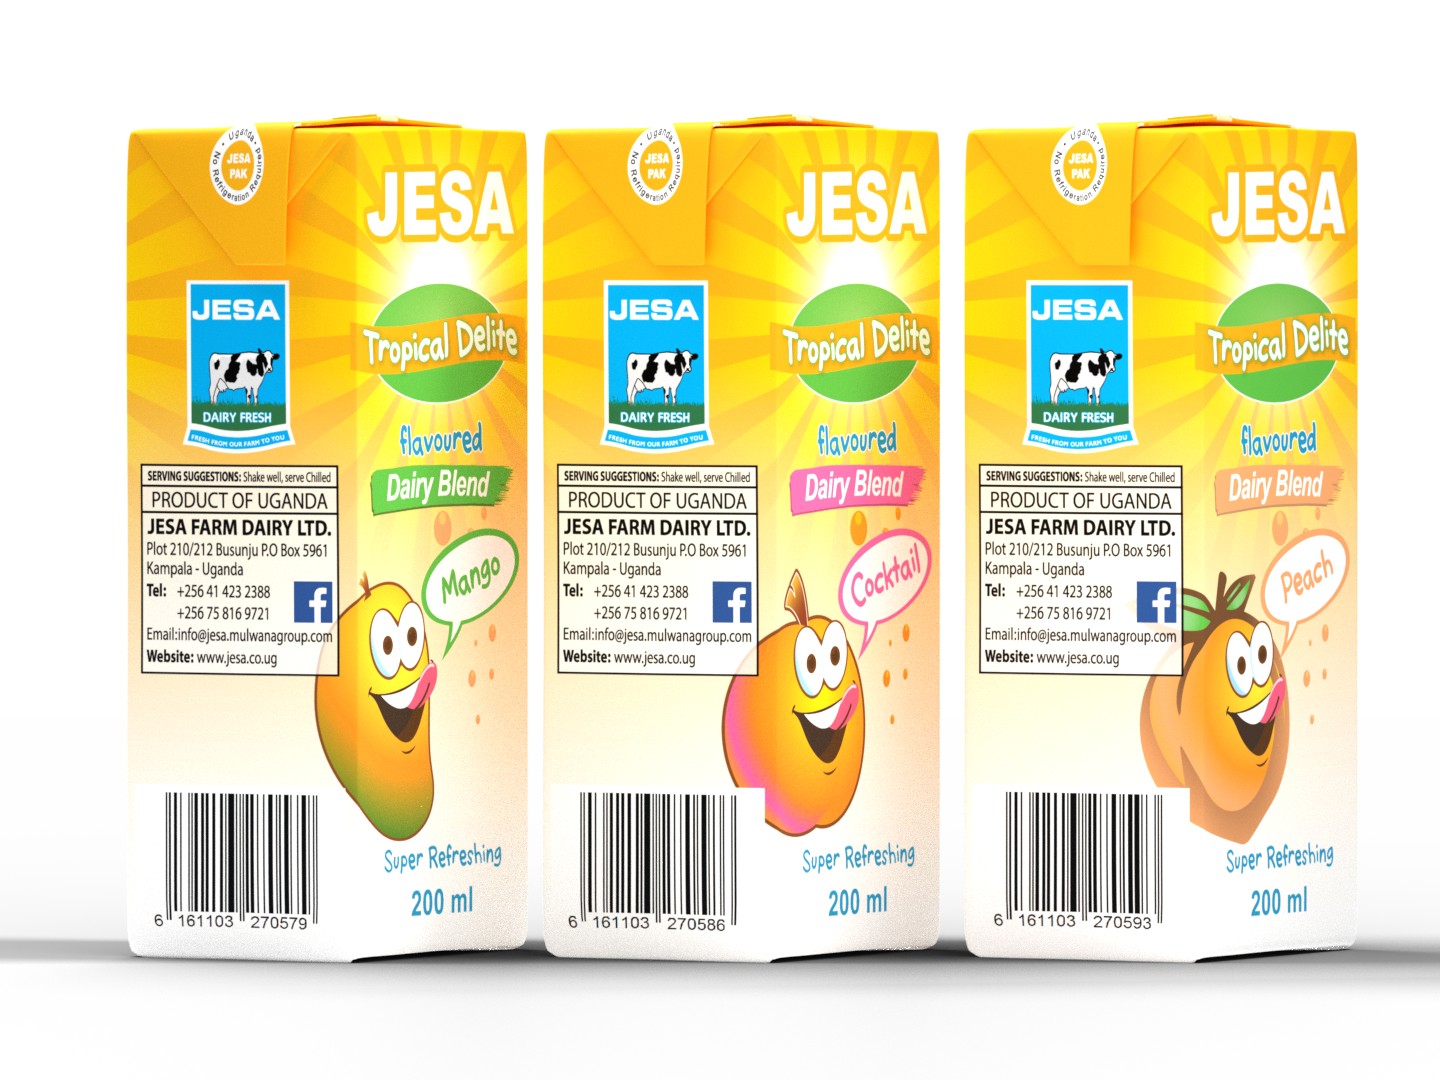 Uganda
No Refrigeration Required
JESA
PAK
JESA
JESA
DAIRY FRESH
FRESH FROM OUR FARM TO YOU
Tropical Delite
flavoured
Dairy Blend
SERVING SUGGESTIONS: Shake well, serve Chilled
PRODUCT OF UGANDA
JESA FARM DAIRY LTD.
Plot 210/212 Busunju P.O Box 5961
Kampala - Uganda
Tel: +256 41 423 2388
+256 75 816 9721
f
Email:info@jesa.mulwanagroup.com
Website: www.jesa.co.ug
Mango
Super Refreshing
200 ml
6 161103 270579
Uganda
No Refrigeration Required
JESA
PAK
JESA
JESA
DAIRY FRESH
FRESH FROM OUR FARM TO YOU
Tropical Delite
flavoured
Dairy Blend
SERVING SUGGESTIONS: Shake well, serve Chilled
PRODUCT OF UGANDA
JESA FARM DAIRY LTD.
Plot 210/212 Busunju P.O Box 5961
Kampala - Uganda
Tel: +256 41 423 2388
+256 75 816 9721
f
Email:info@jesa.mulwanagroup.com
Website: www.jesa.co.ug
Cocktail
Super Refreshing
200 ml
6 161103 270586
Uganda
No Refrigeration Required
JESA
PAK
JESA
JESA
DAIRY FRESH
FRESH FROM OUR FARM TO YOU
Tropical Delite
flavoured
Dairy Blend
SERVING SUGGESTIONS: Shake well, serve Chilled
PRODUCT OF UGANDA
JESA FARM DAIRY LTD.
Plot 210/212 Busunju P.O Box 5961
Kampala - Uganda
Tel: +256 41 423 2388
+256 75 816 9721
f
Email:info@jesa.mulwanagroup.com
Website: www.jesa.co.ug
Peach
Super Refreshing
200 ml
6 161103 270593